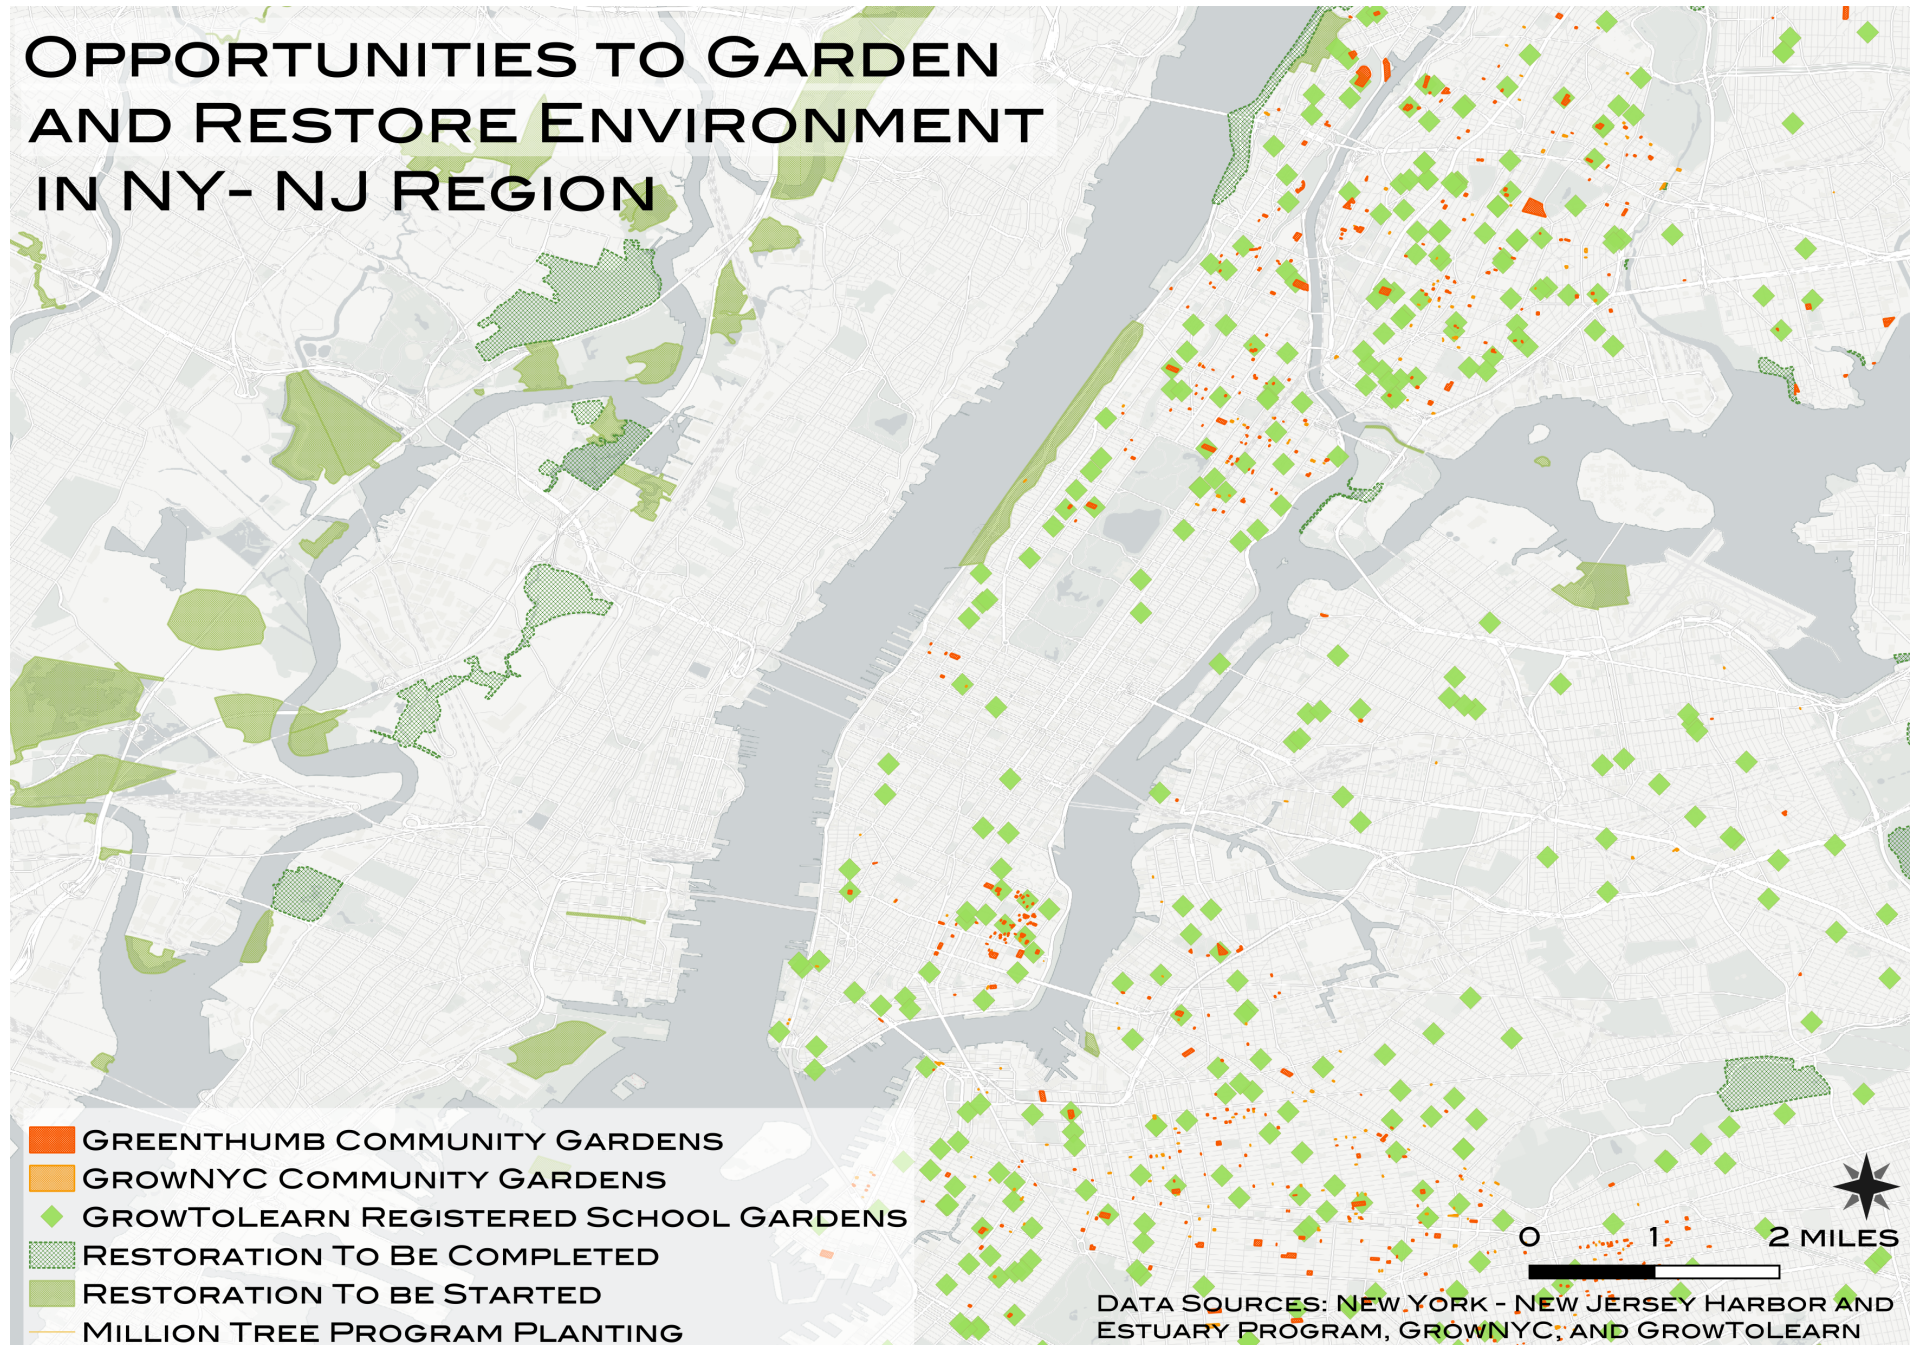 Opportunities to Garden
and Restore Environment
in NY- NJ Region
Greenthumb Community Gardens
GrowNYC Community Gardens
GrowToLearn Registered School Gardens
Restoration To Be Completed
Restoration To be Started
Million Tree Program Planting
0 1 2 miles
Data Sources: New York - New Jersey Harbor and
Estuary Program, GrowNYC, and GrowToLearn